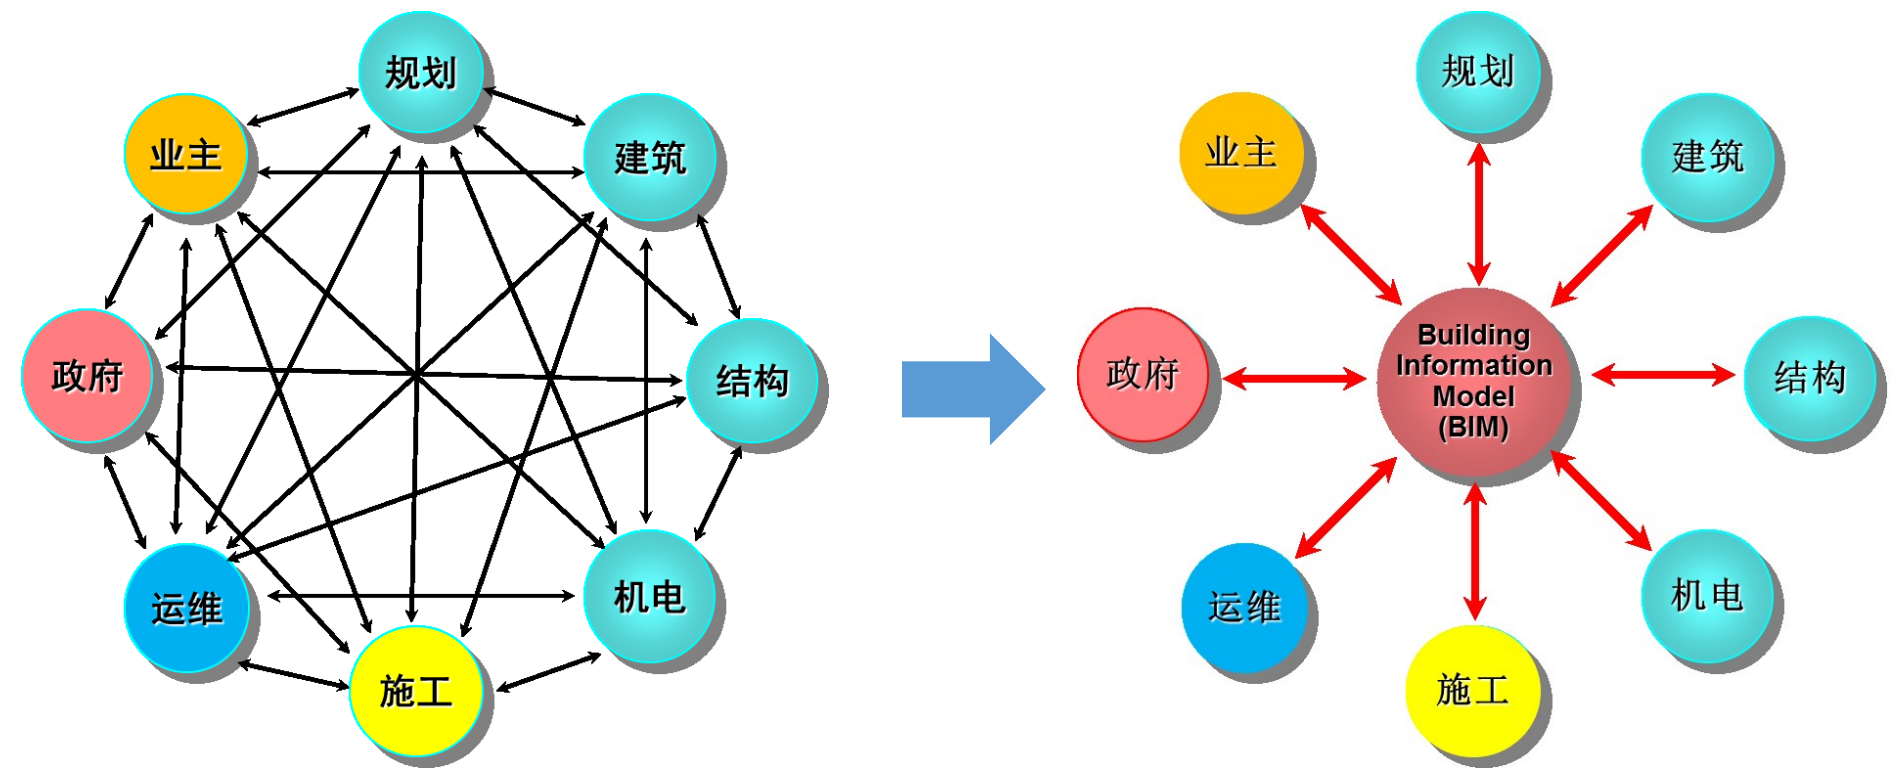 规划
业主
建筑
政府
结构
运维
机电
施工
规划
业主
建筑
Building
Information
Model
(BIM)
政府
结构
运维
机电
施工